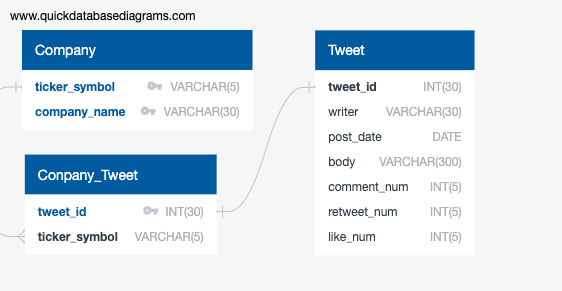 www.quickdatabasediagrams.com
Company
ticker_symbol VARCHAR(5)
company_name VARCHAR(30)
Conpany_Tweet
tweet_id INT(30)
ticker_symbol VARCHAR(5)
Tweet
tweet_id INT(30)
writer VARCHAR(30)
post_date DATE
body VARCHAR(300)
comment_num INT(5)
retweet_num INT(5)
like_num INT(5)